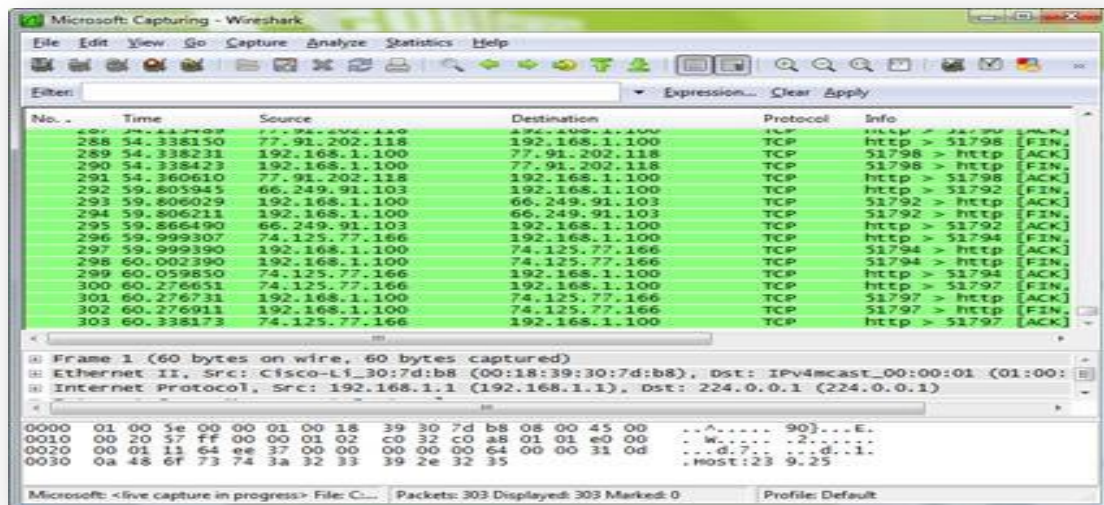 Microsoft: Capturing - Wireshark
File Edit View Go Capture Analyze Statistics Help
Filter: Expression... Clear Apply
No. . Time Source Destination Protocol Info
288 54.338150 77.91.202.118 192.168.1.100 TCP http > 51798 [FIN,
289 54.338231 192.168.1.100 77.91.202.118 TCP 51798 > http [ACK]
290 54.338423 192.168.1.100 77.91.202.118 TCP 51798 > http [FIN,
291 54.360610 77.91.202.118 192.168.1.100 TCP http > 51798 [ACK]
292 59.805945 66.249.91.103 192.168.1.100 TCP http > 51792 [FIN,
293 59.806029 192.168.1.100 66.249.91.103 TCP 51792 > http [ACK]
294 59.806211 192.168.1.100 66.249.91.103 TCP 51792 > http [FIN,
295 59.866490 66.249.91.103 192.168.1.100 TCP http > 51792 [ACK]
296 59.999307 74.125.77.166 192.168.1.100 TCP http > 51794 [FIN,
297 59.999390 192.168.1.100 74.125.77.166 TCP 51794 > http [ACK]
298 60.002390 192.168.1.100 74.125.77.166 TCP 51794 > http [FIN,
299 60.059850 74.125.77.166 192.168.1.100 TCP http > 51794 [ACK]
300 60.276651 74.125.77.166 192.168.1.100 TCP http > 51797 [FIN,
301 60.276731 192.168.1.100 74.125.77.166 TCP 51797 > http [ACK]
302 60.276911 192.168.1.100 74.125.77.166 TCP 51797 > http [FIN,
303 60.338173 74.125.77.166 192.168.1.100 TCP http > 51797 [ACK]
Frame 1 (60 bytes on wire, 60 bytes captured)
Ethernet II, Src: Cisco-Li_30:7d:b8 (00:18:39:30:7d:b8), Dst: IPv4mcast_00:00:01 (01:00:
Internet Protocol, Src: 192.168.1.1 (192.168.1.1), Dst: 224.0.0.1 (224.0.0.1)
0000 01 00 5e 00 00 01 00 18 39 30 7d b8 08 00 45 00 ..^..... 90}...E.
0010 00 20 57 ff 00 00 01 02 c0 32 c0 a8 01 01 e0 00 . W..... .2......
0020 00 01 11 64 ee 37 00 00 00 00 00 64 00 00 31 0d ...d.7.. ...d..1.
0030 0a 48 6f 73 74 3a 32 33 39 2e 32 35 .Host:23 9.25
Microsoft: <live capture in progress> File: C:... Packets: 303 Displayed: 303 Marked: 0 Profile: Default